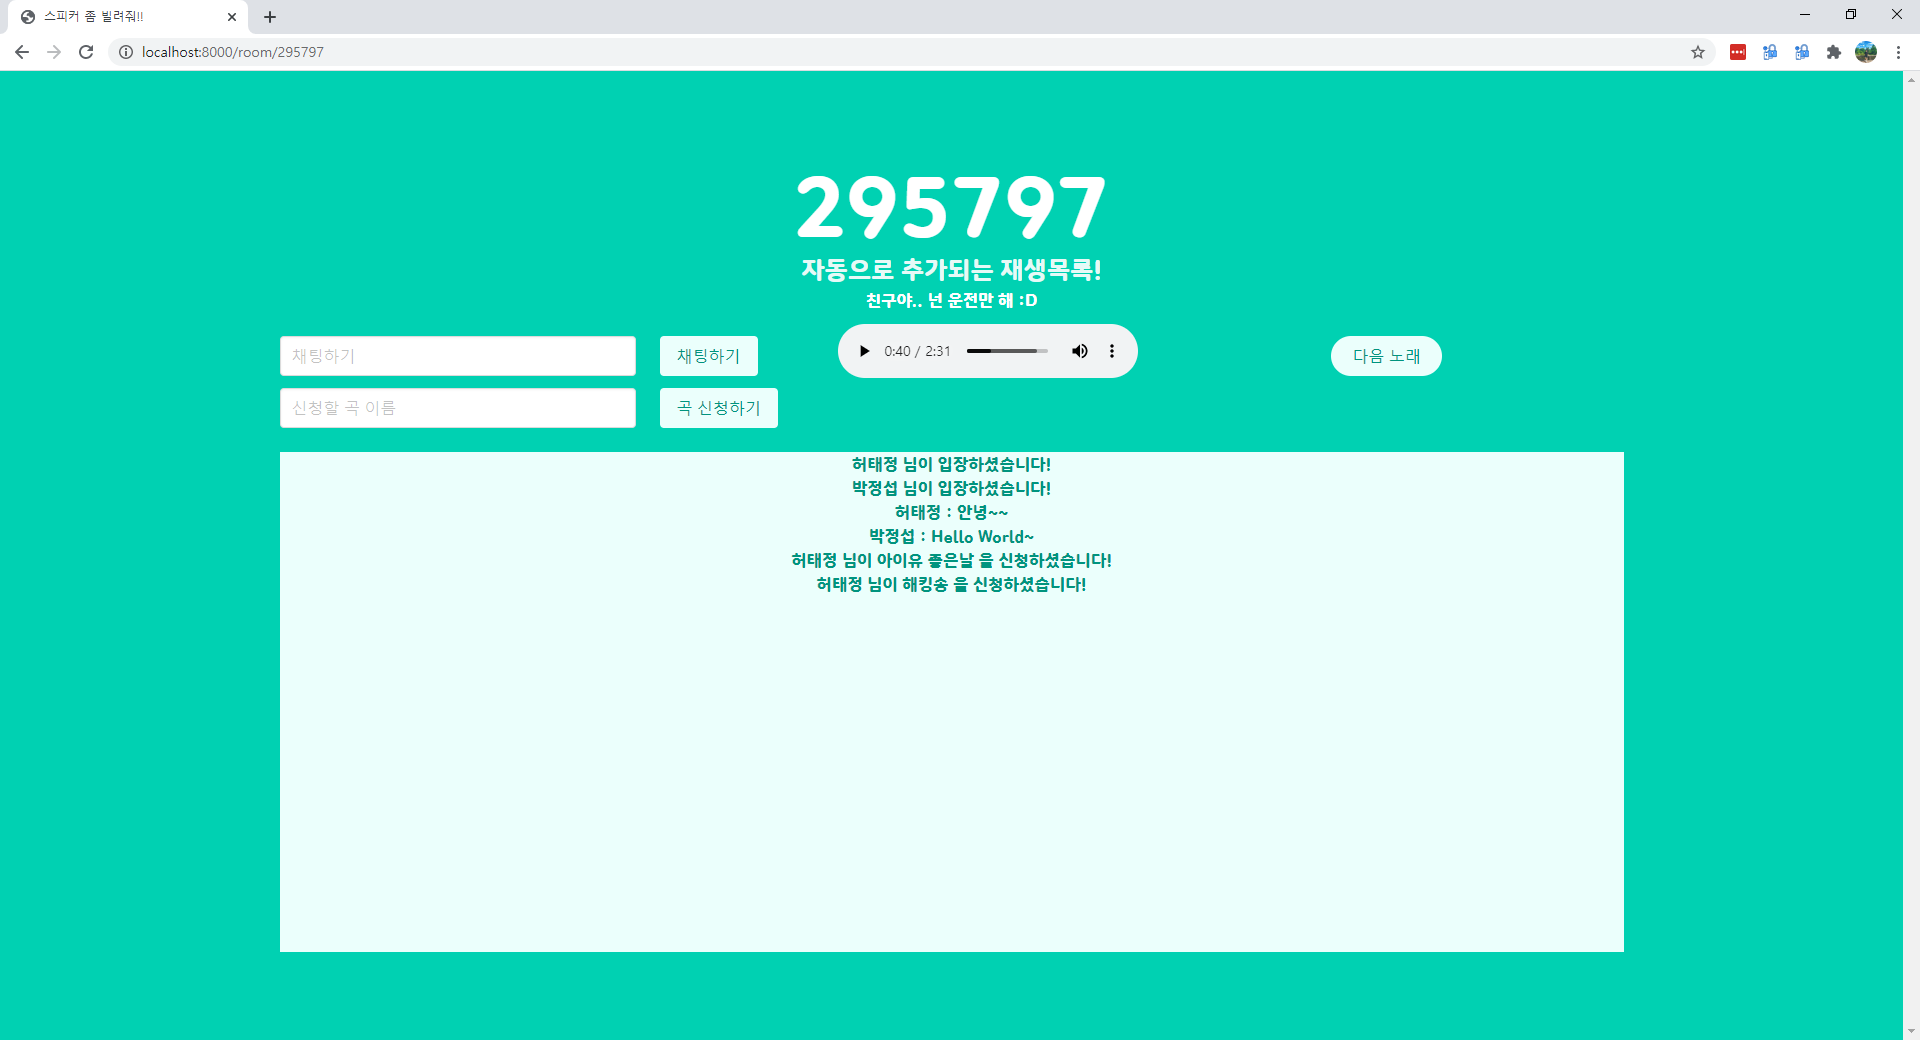 스피커 좀 빌려줘!!
localhost:8000/room/295797
295797
자동으로 추가되는 재생목록!
친구야.. 넌 운전만 해 :D
채팅하기
채팅하기
0:40 / 2:31
다음 노래
신청할 곡 이름
곡 신청하기
허태정 님이 입장하셨습니다!
박정섭 님이 입장하셨습니다!
허태정 : 안녕~~
박정섭 : Hello World~
허태정 님이 아이유 좋은날 을 신청하셨습니다!
허태정 님이 해킹송 을 신청하셨습니다!